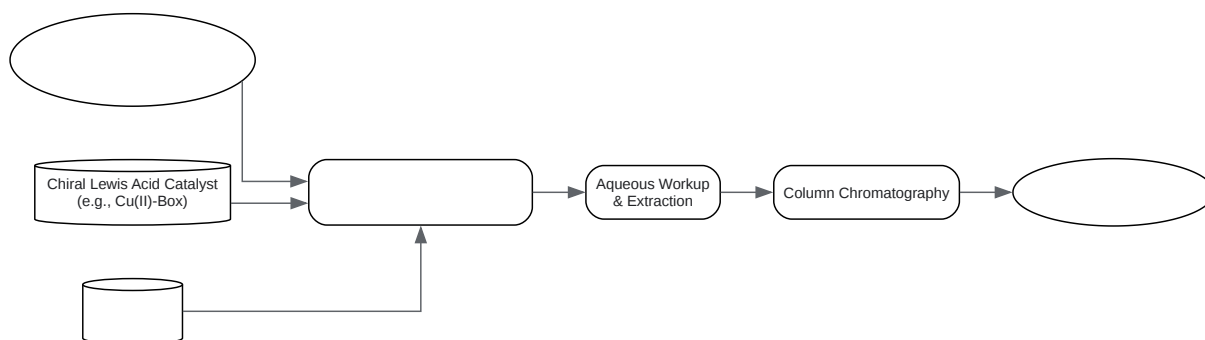 Chiral Lewis Acid Catalyst
(e.g., Cu(II)-Box)
Aqueous Workup
& Extraction
Column Chromatography